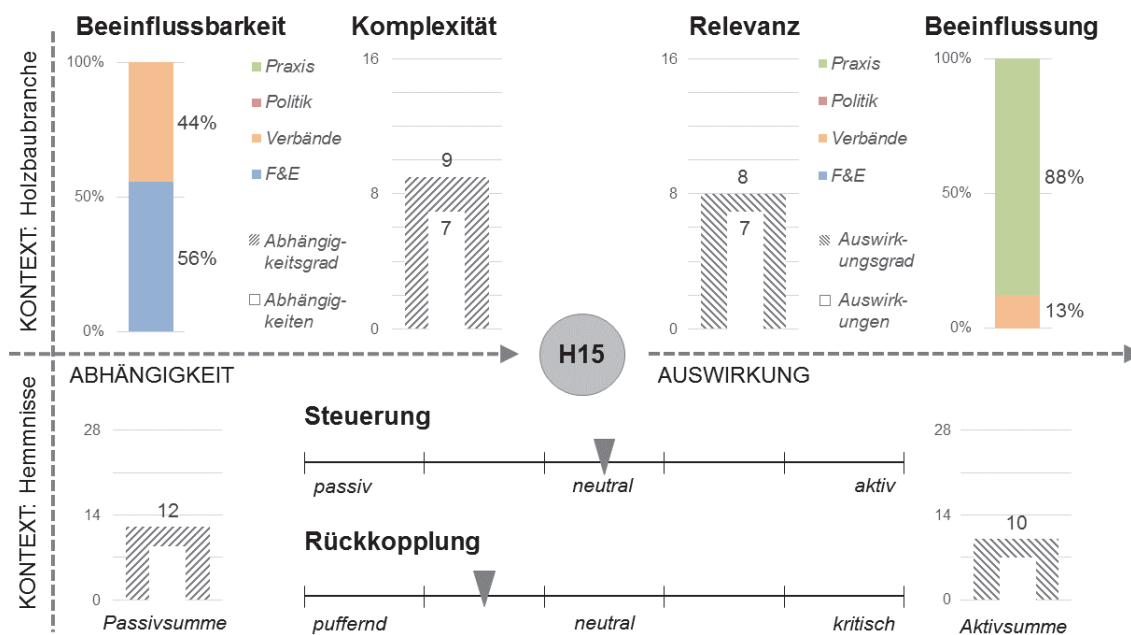 Beeinflussbarkeit
Komplexität
Relevanz
Beeinflussung
KONTEXT: Holzbaubranche
100%
50%
0%
44%
56%
Praxis
Politik
Verbände
F&E
Abhängig-
keitsgrad
Abhängig-
keiten
16
8
0
9
7
16
8
0
8
7
Praxis
Politik
Verbände
F&E
Auswirk-
ungsgrad
Auswirk-
ungen
100%
50%
0%
88%
13%
ABHÄNGIGKEIT
H15
AUSWIRKUNG
KONTEXT: Hemmnisse
28
14
0
12
Passivsumme
Steuerung
passiv
neutral
aktiv
Rückkopplung
puffernd
neutral
kritisch
28
14
0
10
Aktivsumme